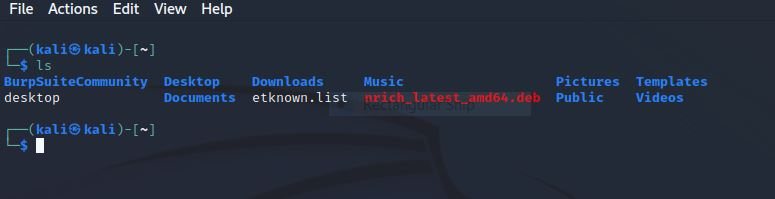 File Actions Edit View Help
┌──(kali㉿kali)-[~]
└─$ ls
BurpSuiteCommunity Desktop Downloads Music Pictures Templates
desktop Documents etknown.list nrich_latest_amd64.deb Public Videos
Rectangular Snip
┌──(kali㉿kali)-[~]
└─$